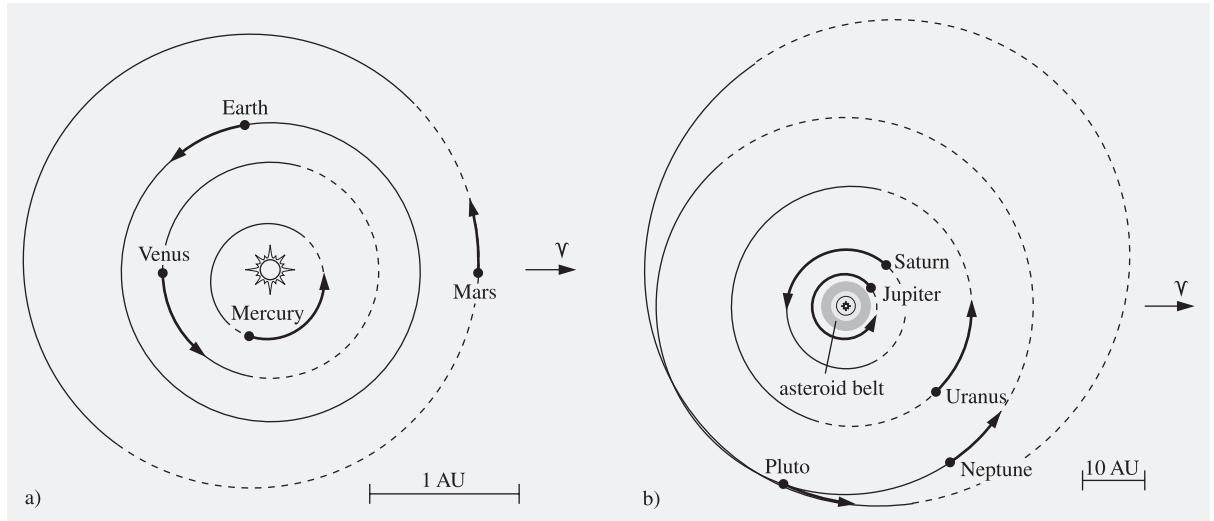 Earth
Venus
Mercury
Mars
♈
1 AU
a)
Saturn
Jupiter
asteroid belt
Uranus
Pluto
Neptune
♈
10 AU
b)